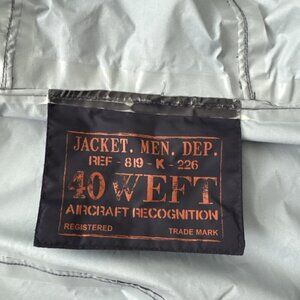 JACKET. MEN. DEP.
REF - 819 - K - 226
40 WEFT
AIRCRAFT RECOGNITION
REGISTERED TRADE MARK